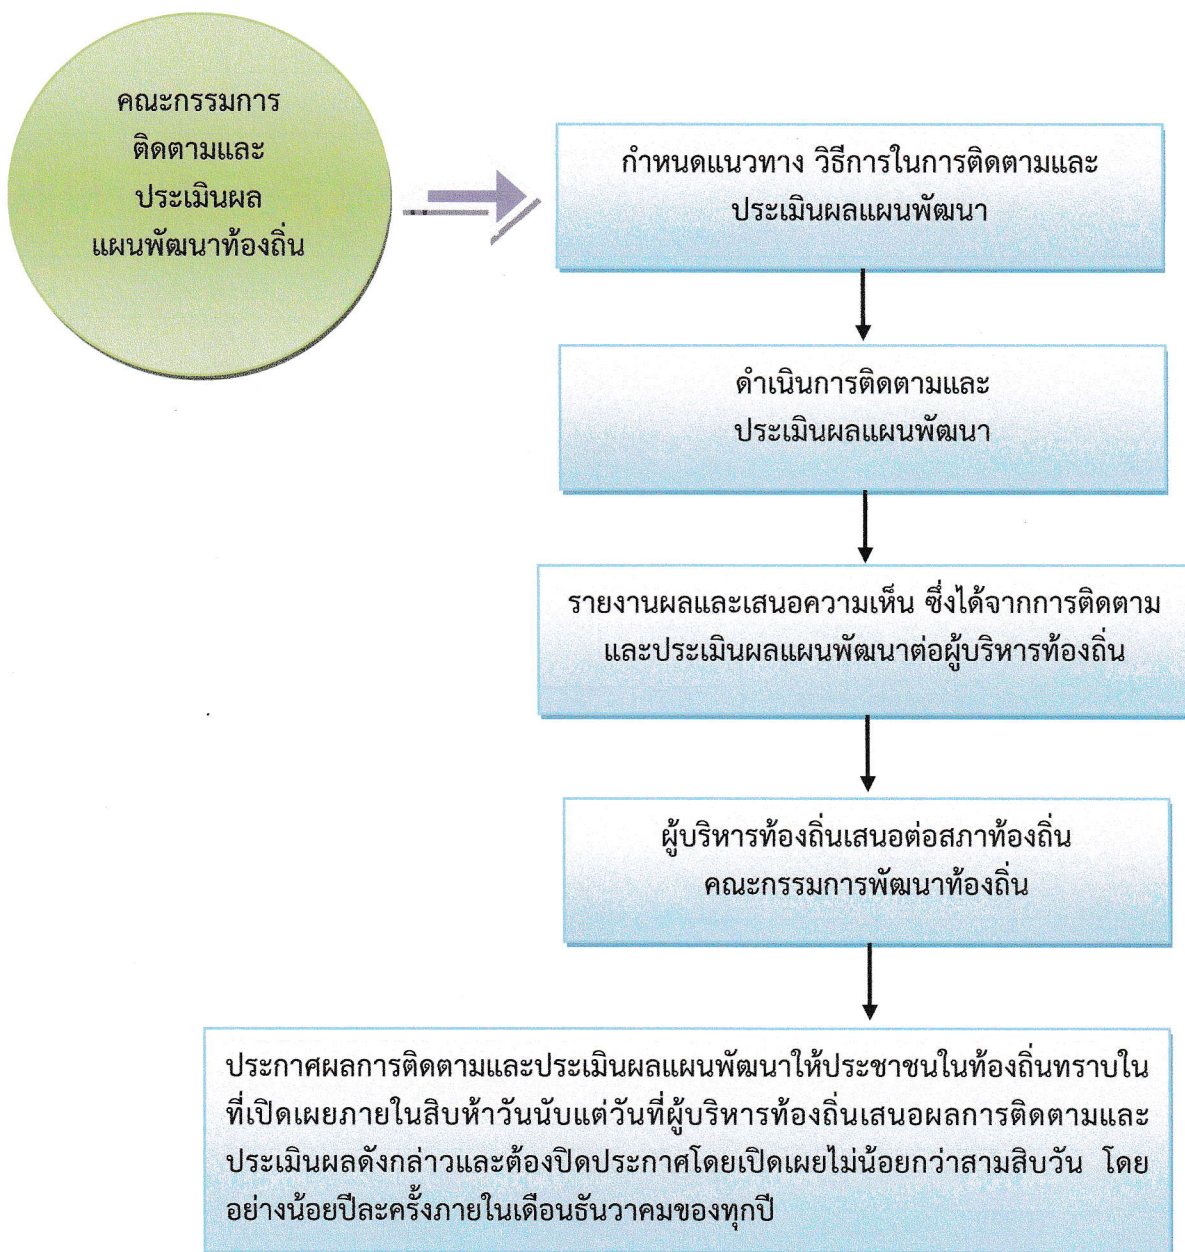 คณะกรรมการ
ติดตามและ
ประเมินผล
แผนพัฒนาท้องถิ่น
กำหนดแนวทาง วิธีการในการติดตามและ
ประเมินผลแผนพัฒนา
ดำเนินการติดตามและ
ประเมินผลแผนพัฒนา
รายงานผลและเสนอความเห็น ซึ่งได้จากการติดตาม
และประเมินผลแผนพัฒนาต่อผู้บริหารท้องถิ่น
ผู้บริหารท้องถิ่นเสนอต่อสภาท้องถิ่น
คณะกรรมการพัฒนาท้องถิ่น
ประกาศผลการติดตามและประเมินผลแผนพัฒนาให้ประชาชนในท้องถิ่นทราบใน
ที่เปิดเผยภายในสิบห้าวันนับแต่วันที่ผู้บริหารท้องถิ่นเสนอผลการติดตามและ
ประเมินผลดังกล่าวและต้องปิดประกาศโดยเปิดเผยไม่น้อยกว่าสามสิบวัน โดย
อย่างน้อยปีละครั้งภายในเดือนธันวาคมของทุกปี